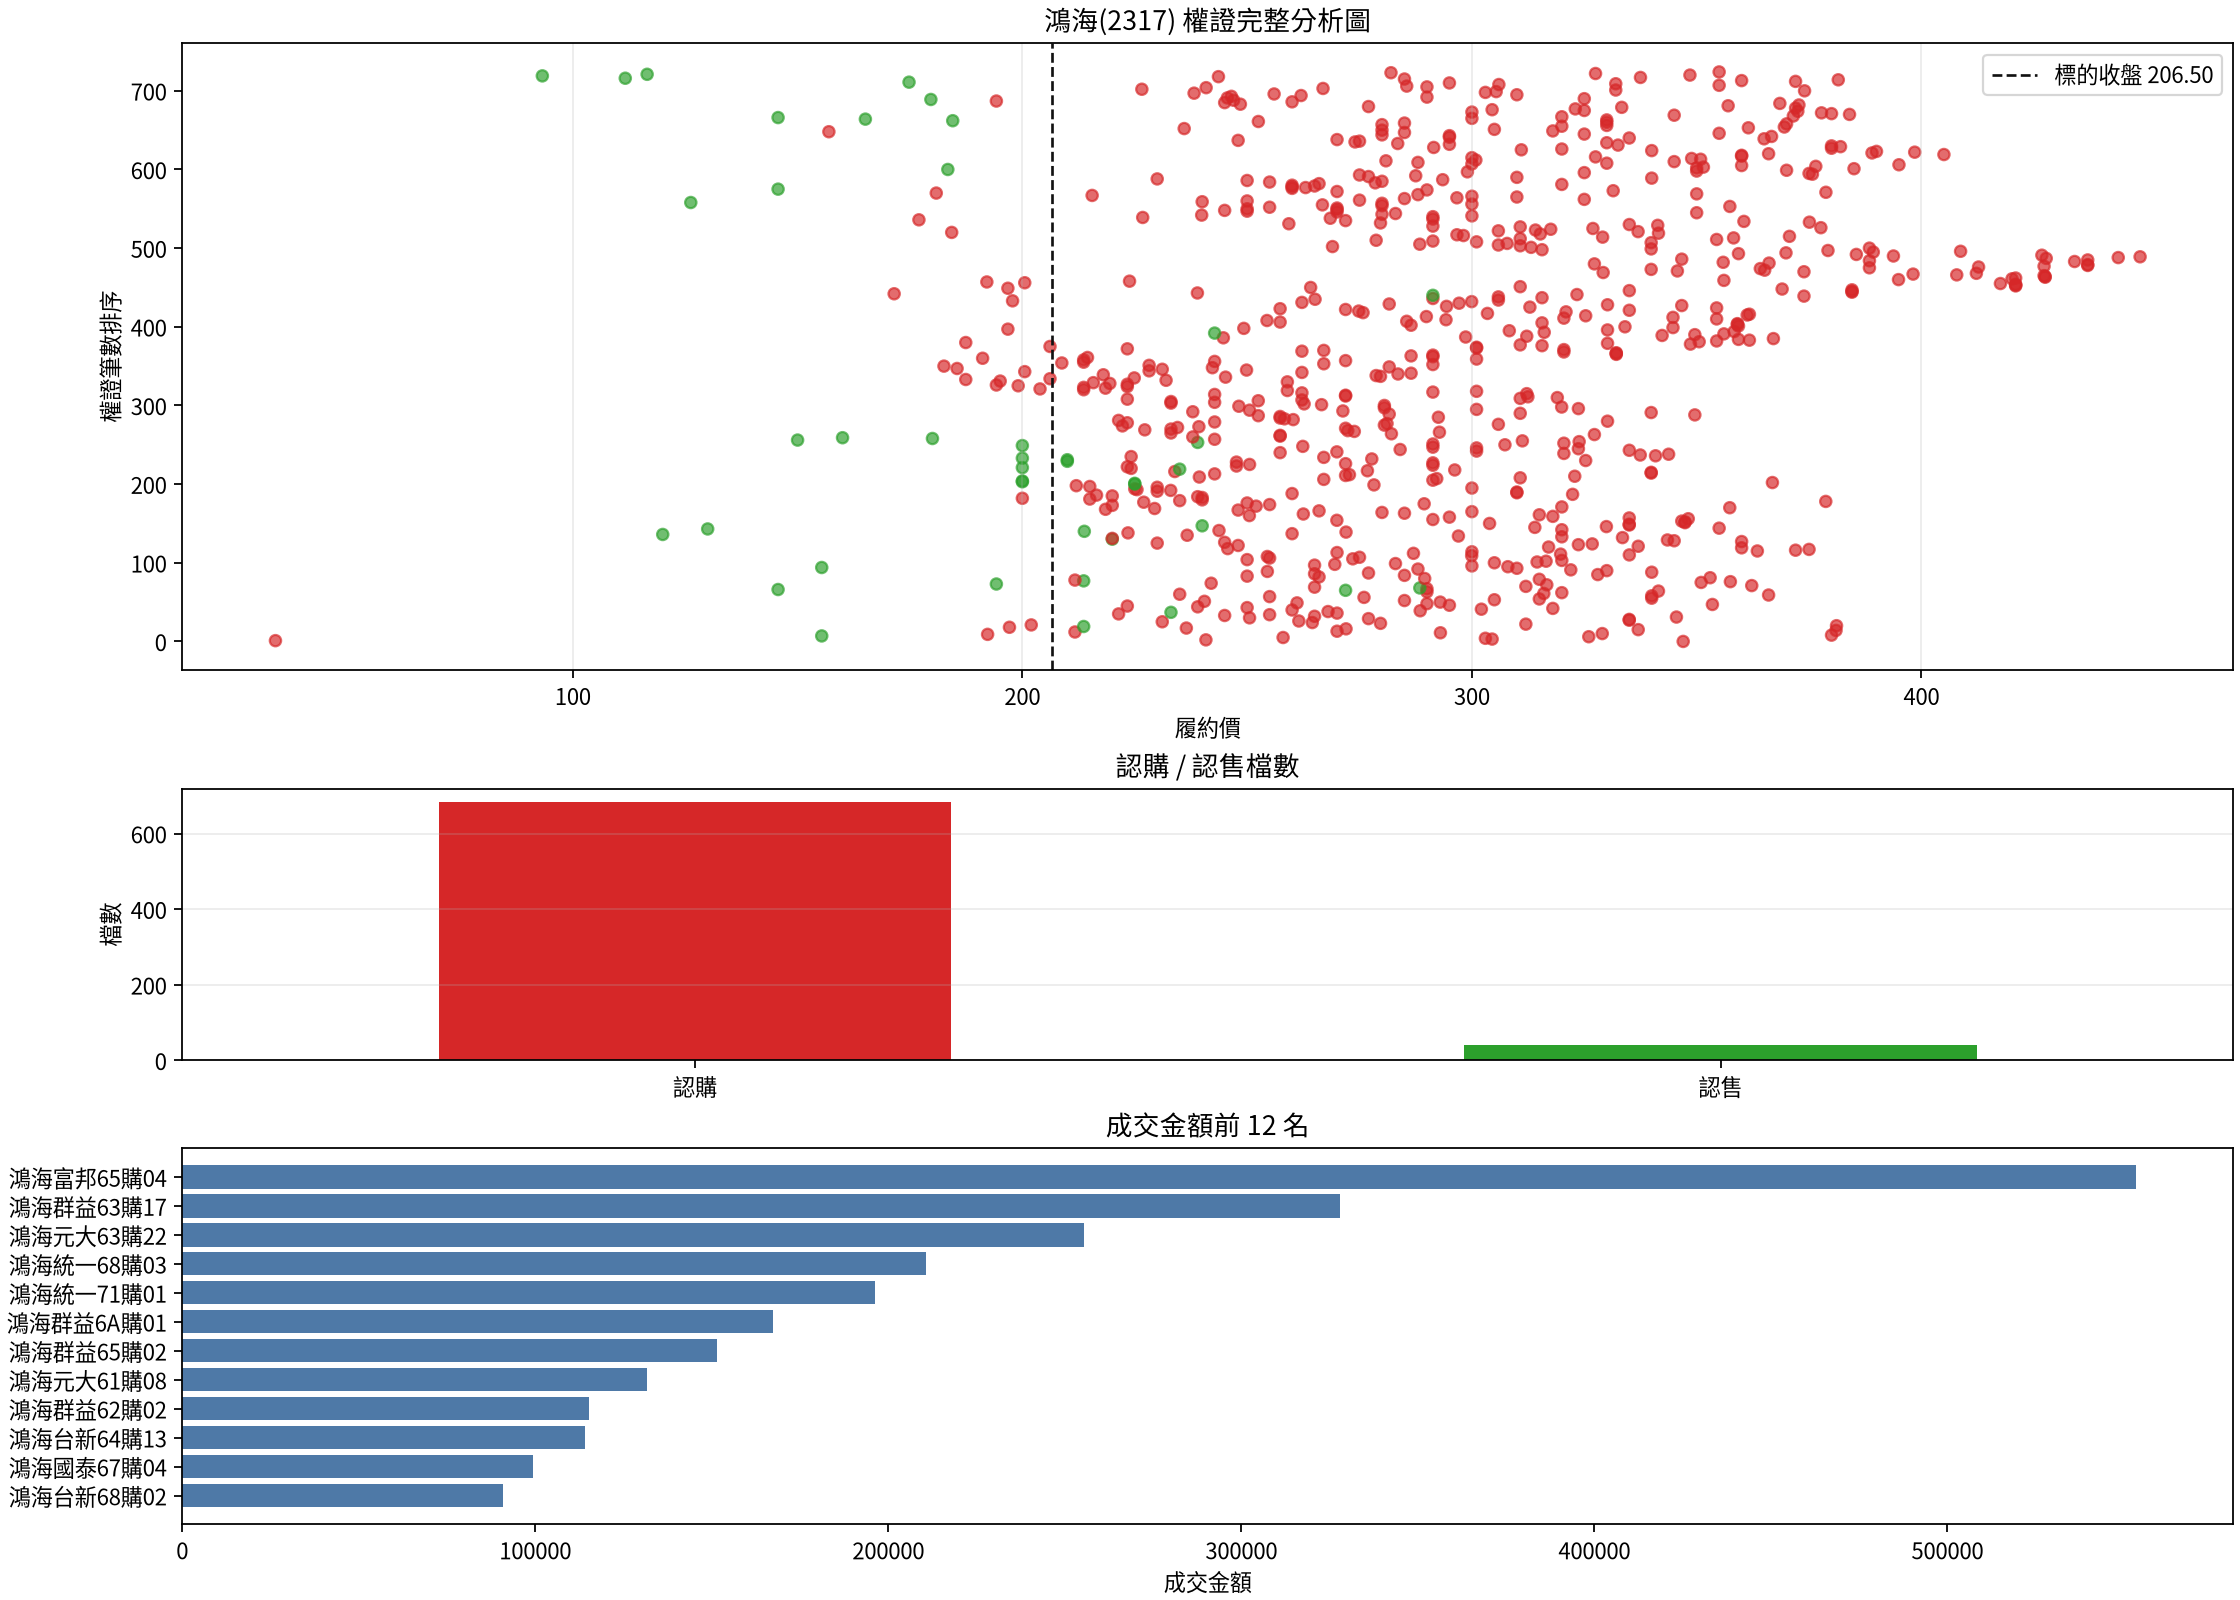 鴻海(2317) 權證完整分析圖
標的收盤 206.50
權證筆數排序
700
600
500
400
300
200
100
0
100
200
300
400
履約價
認購 / 認售檔數
檔數
600
400
200
0
認購
認售
成交金額前 12 名
鴻海富邦65購04
鴻海群益63購17
鴻海元大63購22
鴻海統一68購03
鴻海統一71購01
鴻海群益6A購01
鴻海群益65購02
鴻海元大61購08
鴻海群益62購02
鴻海台新64購13
鴻海國泰67購04
鴻海台新68購02
0
100000
200000
300000
400000
500000
成交金額